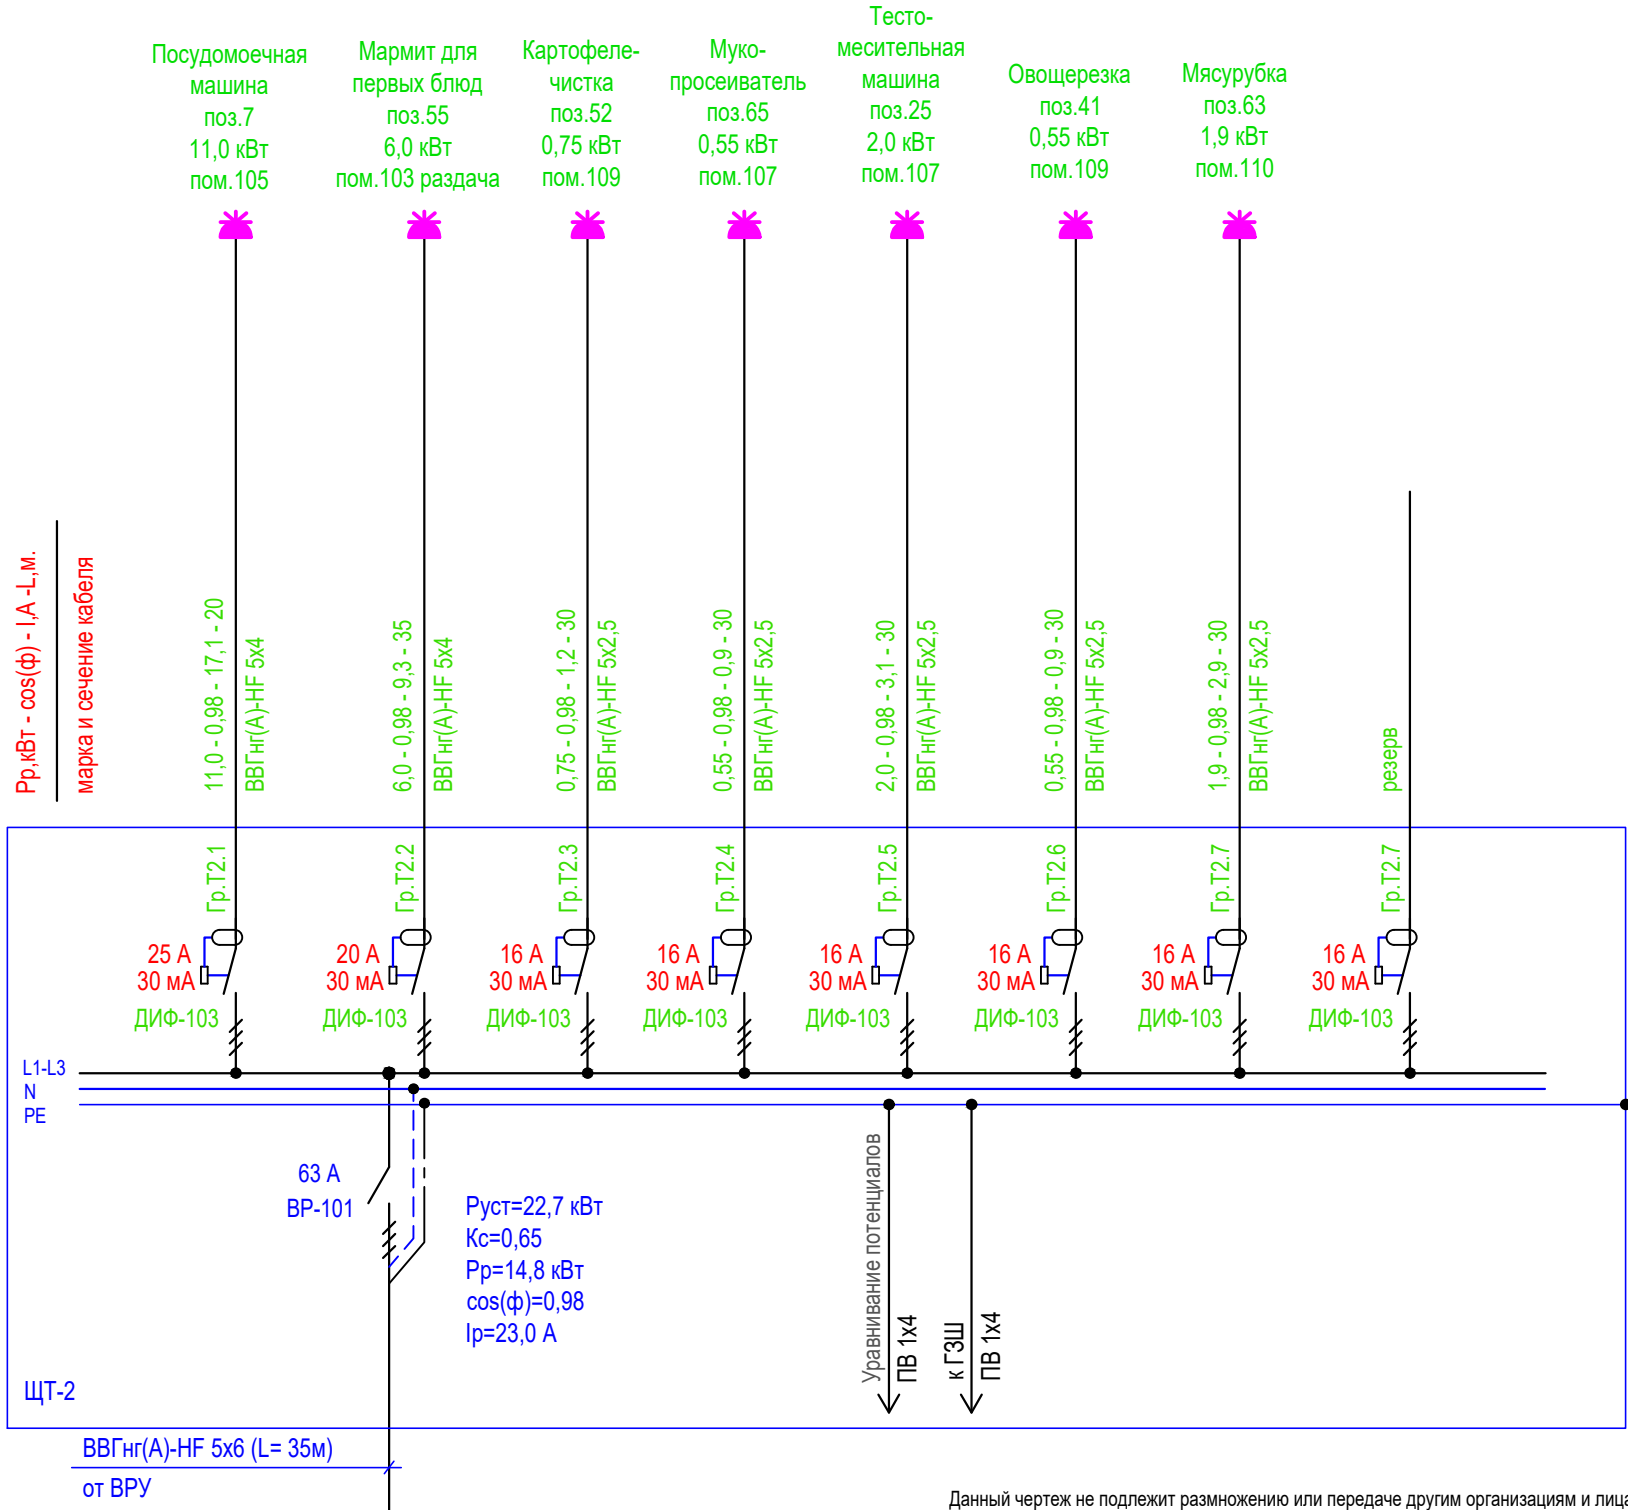 Посудомоечная
машина
поз.7
11,0 кВт
пом.105
Мармит для
первых блюд
поз.55
6,0 кВт
пом.103 раздача
Картофеле-
чистка
поз.52
0,75 кВт
пом.109
Муко-
просеиватель
поз.65
0,55 кВт
пом.107
Тесто-
месительная
машина
поз.25
2,0 кВт
пом.107
Овощерезка
поз.41
0,55 кВт
пом.109
Мясурубка
поз.63
1,9 кВт
пом.110
Рр,кВт - cos(ф) - I,А -L,м.
марка и сечение кабеля
11,0 - 0,98 - 17,1 - 20
ВВГнг(А)-HF 5х4
6,0 - 0,98 - 9,3 - 35
ВВГнг(А)-HF 5х4
0,75 - 0,98 - 1,2 - 30
ВВГнг(А)-HF 5х2,5
0,55 - 0,98 - 0,9 - 30
ВВГнг(А)-HF 5х2,5
2,0 - 0,98 - 3,1 - 30
ВВГнг(А)-HF 5х2,5
0,55 - 0,98 - 0,9 - 30
ВВГнг(А)-HF 5х2,5
1,9 - 0,98 - 2,9 - 30
ВВГнг(А)-HF 5х2,5
резерв
Гр.Т2.1
Гр.Т2.2
Гр.Т2.3
Гр.Т2.4
Гр.Т2.5
Гр.Т2.6
Гр.Т2.7
Гр.Т2.7
25 А
30 мА
ДИФ-103
20 А
30 мА
ДИФ-103
16 А
30 мА
ДИФ-103
16 А
30 мА
ДИФ-103
16 А
30 мА
ДИФ-103
16 А
30 мА
ДИФ-103
16 А
30 мА
ДИФ-103
16 А
30 мА
ДИФ-103
L1-L3
N
PE
63 А
ВР-101
Руст=22,7 кВт
Кс=0,65
Рр=14,8 кВт
cos(ф)=0,98
Iр=23,0 А
Уравнивание потенциалов
ПВ 1х4
к ГЗШ
ПВ 1х4
ЩТ-2
ВВГнг(А)-HF 5х6 (L= 35м)
от ВРУ
Данный чертеж не подлежит размножению или передаче другим организациям и лица